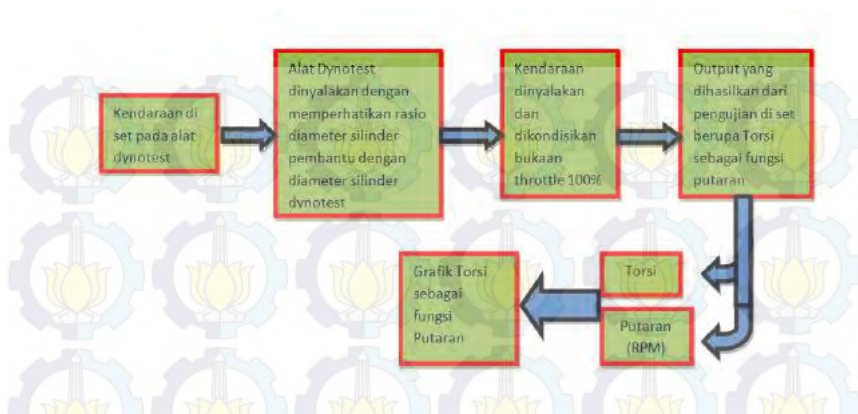 Kendaraan di
set pada alat
dynotest
Alat Dynotest
dinyalakan dengan
memperhatikan rasio
diameter silinder
pembantu dengan
diameter silinder
dynotest
Kendaraan
dinyalakan
dan
dikondisikan
bukaan
throttle 100%
Output yang
dihasilkan dari
pengujian di set
berupa Torsi
sebagai fungsi
putaran
Torsi
Putaran
(RPM)
Grafik Torsi
sebagai
fungsi
Putaran